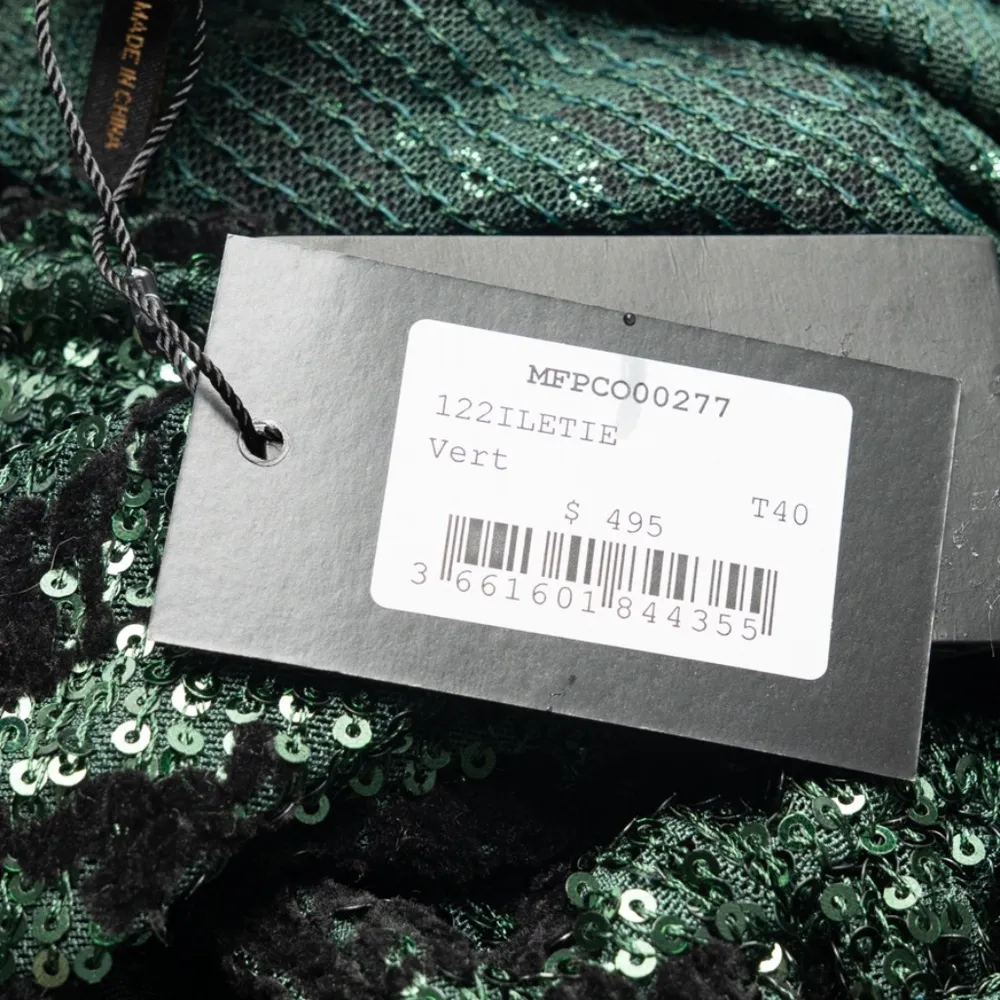 MADE IN CHINA
MFPCO00277
122ILETIE
Vert
T40
$ 495
3 661601 844355